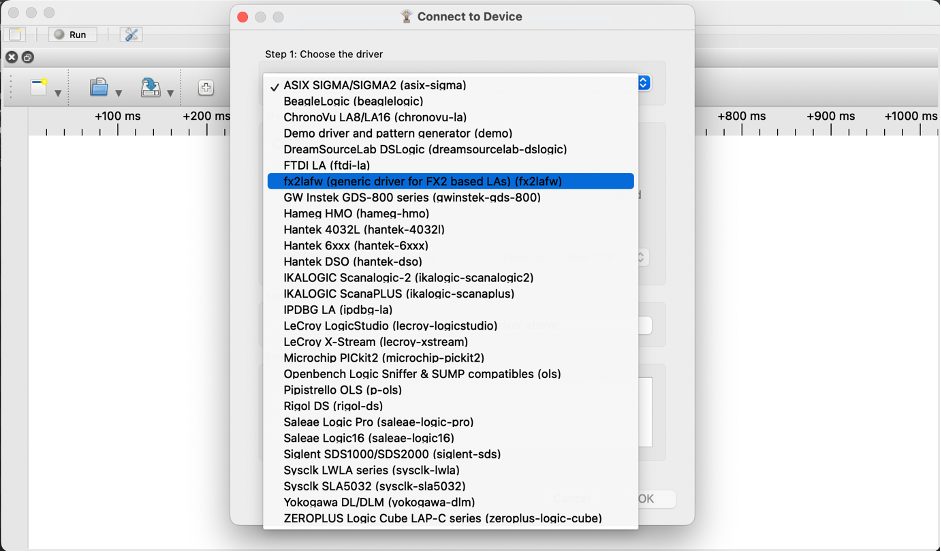 Connect to Device
Run
Step 1: Choose the driver
+100 ms
+200 ms
+800 ms
+900 ms
+1000 ms
✓ ASIX SIGMA/SIGMA2 (asix-sigma)
BeagleLogic (beaglelogic)
ChronoVu LA8/LA16 (chronovu-la)
Demo driver and pattern generator (demo)
DreamSourceLab DSLogic (dreamsourcelab-dslogic)
FTDI LA (ftdi-la)
fx2lafw (generic driver for FX2 based LAs) (fx2lafw)
GW Instek GDS-800 series (gwinstek-gds-800)
Hameg HMO (hameg-hmo)
Hantek 4032L (hantek-4032l)
Hantek 6xxx (hantek-6xxx)
Hantek DSO (hantek-dso)
IKALOGIC Scanalogic-2 (ikalogic-scanalogic2)
IKALOGIC ScanaPLUS (ikalogic-scanaplus)
IPDBG LA (ipdbg-la)
LeCroy LogicStudio (lecroy-logicstudio)
LeCroy X-Stream (lecroy-xstream)
Microchip PICkit2 (microchip-pickit2)
Openbench Logic Sniffer & SUMP compatibles (ols)
Pipistrello OLS (p-ols)
Rigol DS (rigol-ds)
Saleae Logic Pro (saleae-logic-pro)
Saleae Logic16 (saleae-logic16)
Siglent SDS1000/SDS2000 (siglent-sds)
Sysclk LWLA series (sysclk-lwla)
Sysclk SLA5032 (sysclk-sla5032)
Yokogawa DL/DLM (yokogawa-dlm)
ZEROPLUS Logic Cube LAP-C series (zeroplus-logic-cube)
OK